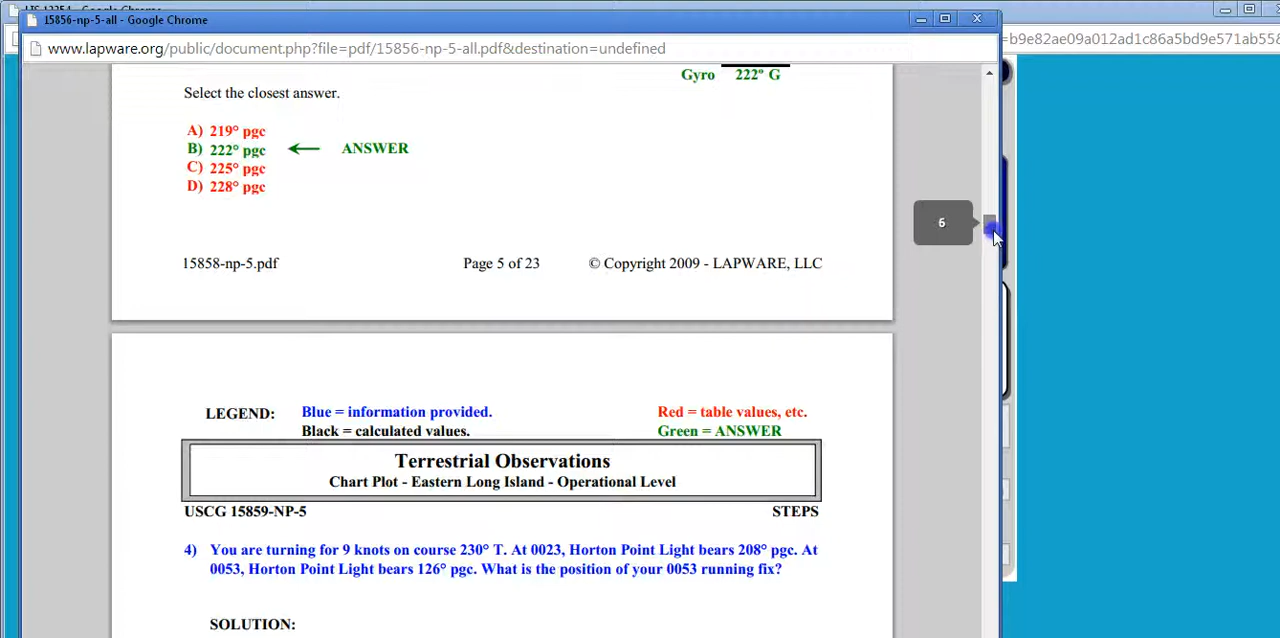 15856-np-5-all - Google Chrome
www.lapware.org/public/document.php?file=pdf/15856-np-5-all.pdf&destination=undefined
=b9e82ae09a012ad1c86a5bd9e571ab55&
Gyro 222° G
Select the closest answer.
A) 219° pgc
B) 222° pgc ← ANSWER
C) 225° pgc
D) 228° pgc
6
15858-np-5.pdf Page 5 of 23 © Copyright 2009 - LAPWARE, LLC
LEGEND: Blue = information provided. Red = table values, etc.
Black = calculated values. Green = ANSWER
Terrestrial Observations
Chart Plot - Eastern Long Island - Operational Level
USCG 15859-NP-5 STEPS
4) You are turning for 9 knots on course 230° T. At 0023, Horton Point Light bears 208° pgc. At
0053, Horton Point Light bears 126° pgc. What is the position of your 0053 running fix?
SOLUTION: